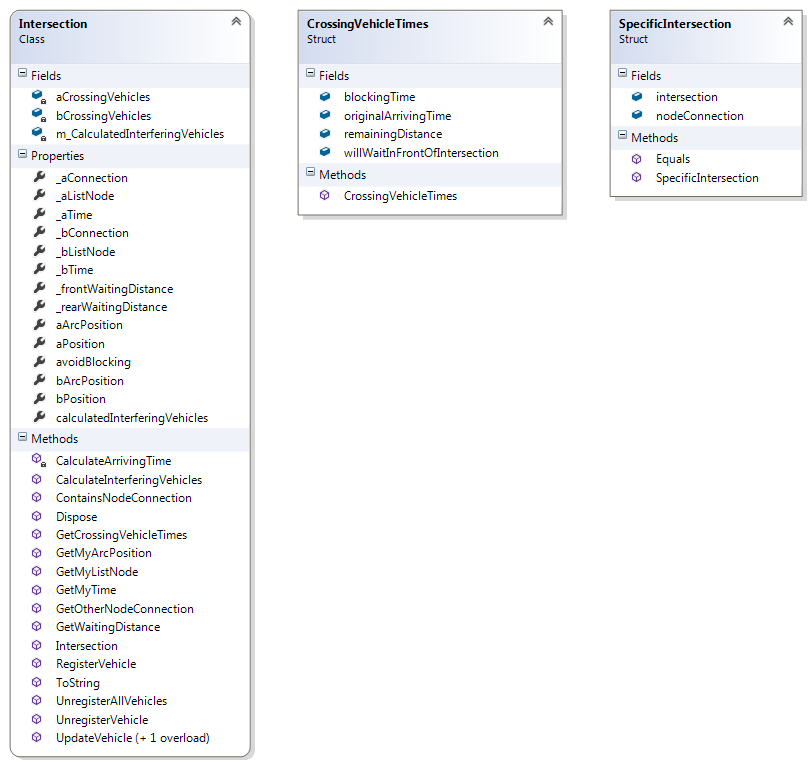 Intersection
Class
Fields
aCrossingVehicles
bCrossingVehicles
m_CalculatedInterferingVehicles
Properties
_aConnection
_aListNode
_aTime
_bConnection
_bListNode
_bTime
_frontWaitingDistance
_rearWaitingDistance
aArcPosition
aPosition
avoidBlocking
bArcPosition
bPosition
calculatedInterferingVehicles
Methods
CalculateArrivingTime
CalculateInterferingVehicles
ContainsNodeConnection
Dispose
GetCrossingVehicleTimes
GetMyArcPosition
GetMyListNode
GetMyTime
GetOtherNodeConnection
GetWaitingDistance
Intersection
RegisterVehicle
ToString
UnregisterAllVehicles
UnregisterVehicle
UpdateVehicle (+ 1 overload)
CrossingVehicleTimes
Struct
Fields
blockingTime
originalArrivingTime
remainingDistance
willWaitInFrontOfIntersection
Methods
CrossingVehicleTimes
SpecificIntersection
Struct
Fields
intersection
nodeConnection
Methods
Equals
SpecificIntersection